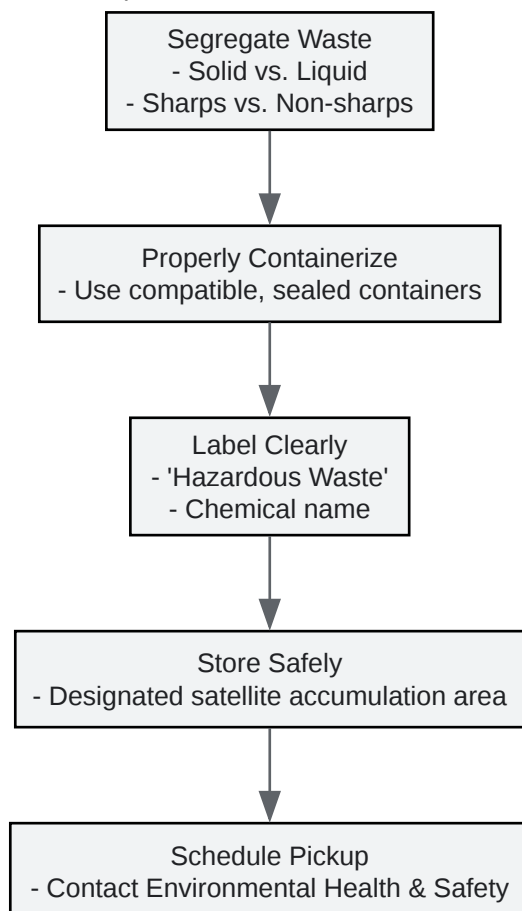 Segregate Waste
- Solid vs. Liquid
- Sharps vs. Non-sharps
Properly Containerize
- Use compatible, sealed containers
Label Clearly
- 'Hazardous Waste'
- Chemical name
Store Safely
- Designated satellite accumulation area
Schedule Pickup
- Contact Environmental Health & Safety